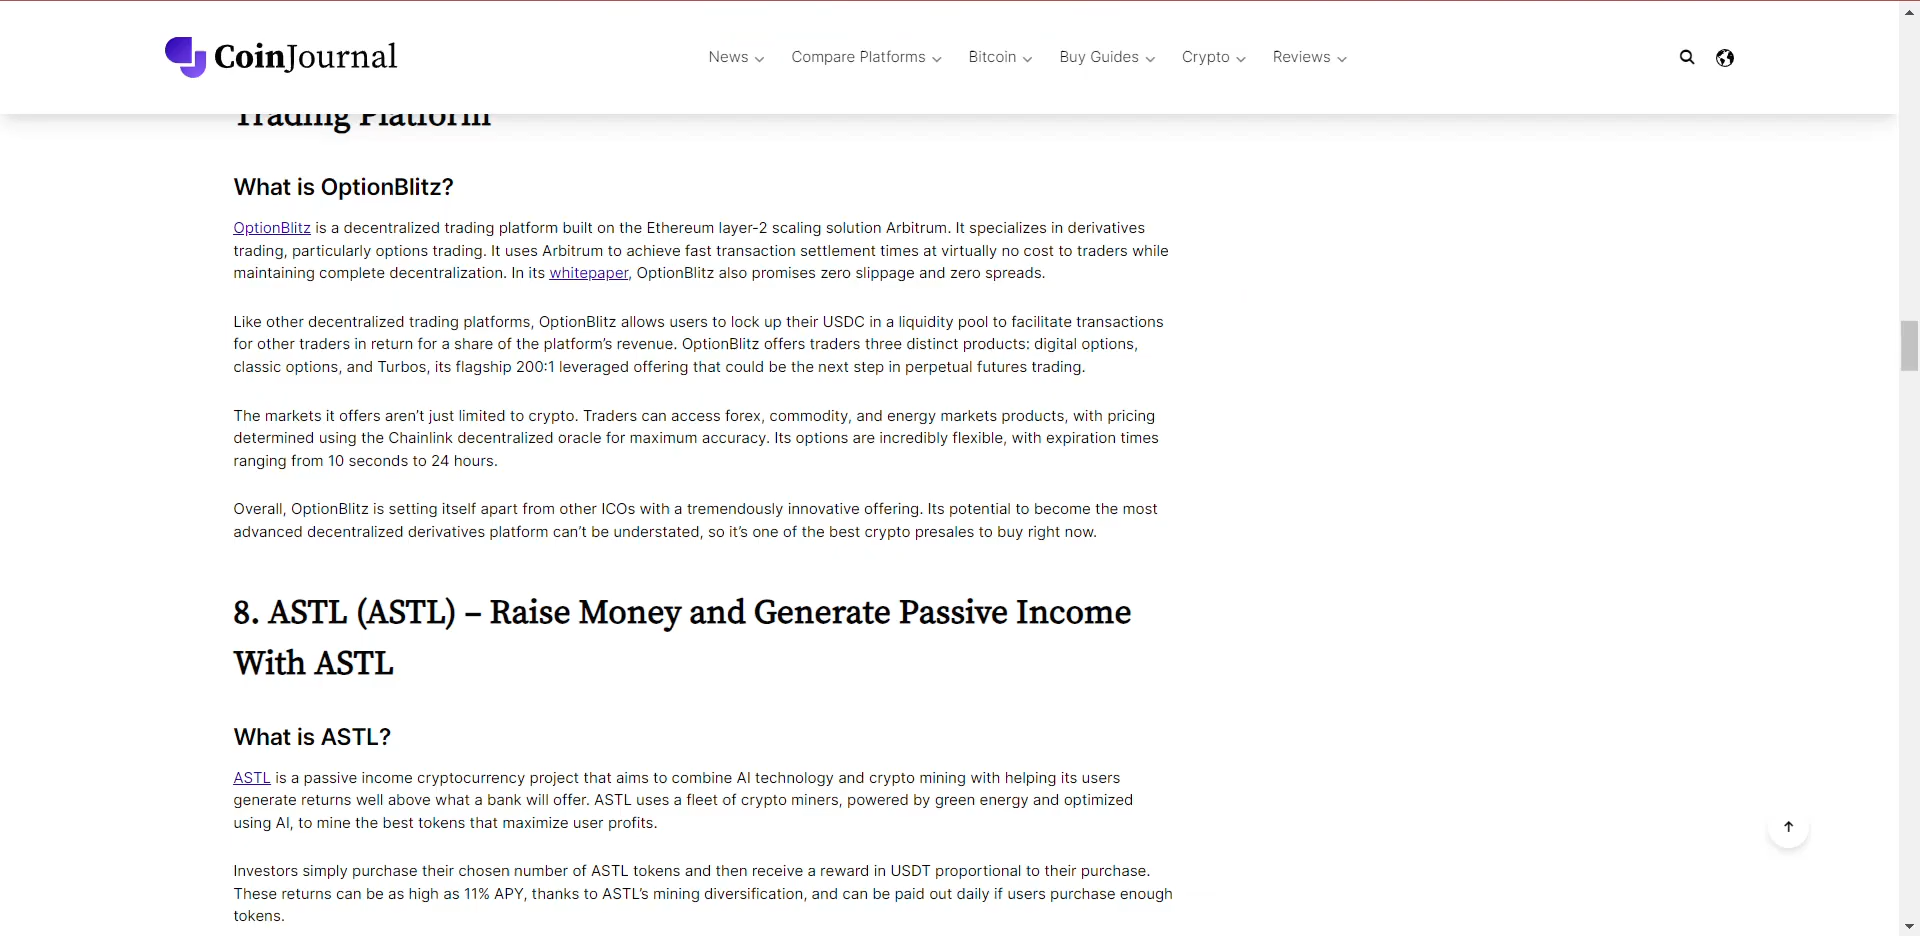 CoinJournal
News Compare Platforms Bitcoin Buy Guides Crypto Reviews
Trading Platform
What is OptionBlitz?
OptionBlitz is a decentralized trading platform built on the Ethereum layer-2 scaling solution Arbitrum. It specializes in derivatives
trading, particularly options trading. It uses Arbitrum to achieve fast transaction settlement times at virtually no cost to traders while
maintaining complete decentralization. In its whitepaper, OptionBlitz also promises zero slippage and zero spreads.
Like other decentralized trading platforms, OptionBlitz allows users to lock up their USDC in a liquidity pool to facilitate transactions
for other traders in return for a share of the platform’s revenue. OptionBlitz offers traders three distinct products: digital options,
classic options, and Turbos, its flagship 200:1 leveraged offering that could be the next step in perpetual futures trading.
The markets it offers aren’t just limited to crypto. Traders can access forex, commodity, and energy markets products, with pricing
determined using the Chainlink decentralized oracle for maximum accuracy. Its options are incredibly flexible, with expiration times
ranging from 10 seconds to 24 hours.
Overall, OptionBlitz is setting itself apart from other ICOs with a tremendously innovative offering. Its potential to become the most
advanced decentralized derivatives platform can’t be understated, so it’s one of the best crypto presales to buy right now.
8. ASTL (ASTL) – Raise Money and Generate Passive Income
With ASTL
What is ASTL?
ASTL is a passive income cryptocurrency project that aims to combine AI technology and crypto mining with helping its users
generate returns well above what a bank will offer. ASTL uses a fleet of crypto miners, powered by green energy and optimized
using AI, to mine the best tokens that maximize user profits.
Investors simply purchase their chosen number of ASTL tokens and then receive a reward in USDT proportional to their purchase.
These returns can be as high as 11% APY, thanks to ASTL’s mining diversification, and can be paid out daily if users purchase enough
tokens.